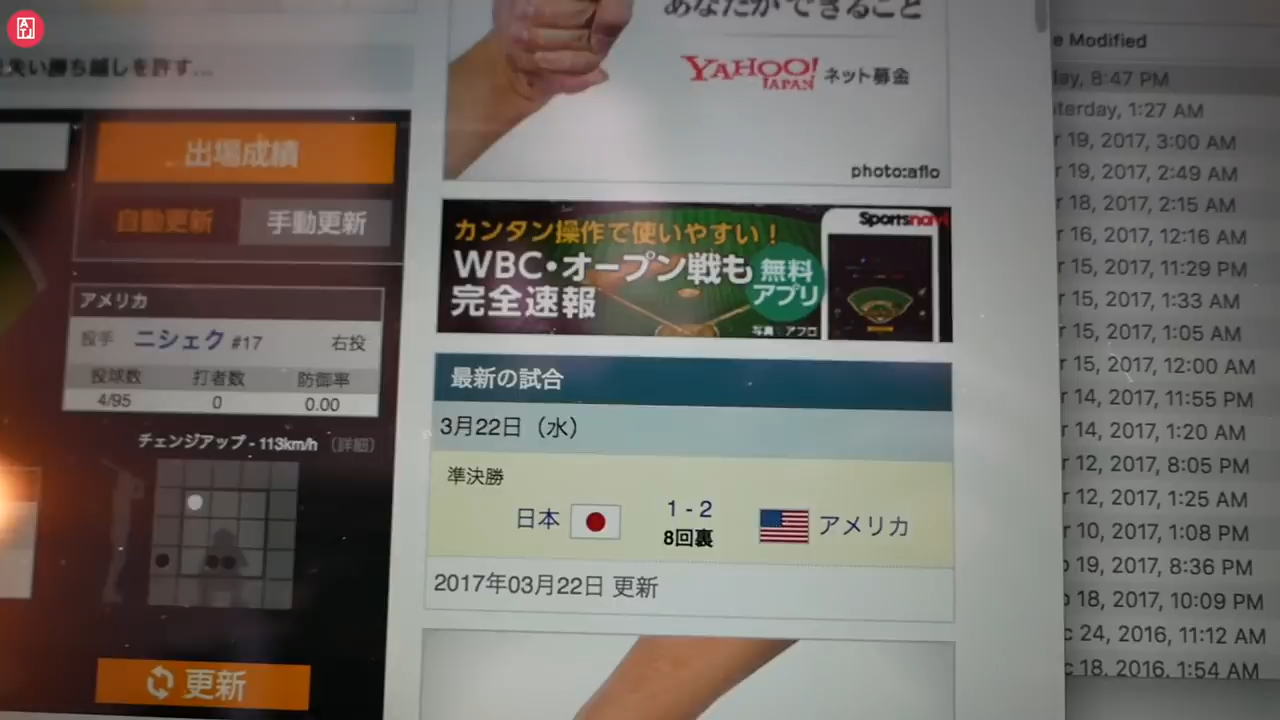 失い勝ち越しを許す...
出場成績
自動更新
手動更新
アメリカ
投手 ニシェク #17 右投
投球数 打者数 防御率
4/95 0 0.00
チェンジアップ - 113km/h (詳細)
更新
あなたができること
YAHOO!
JAPAN
ネット募金
photo:aflo
カンタン操作で使いやすい！
WBC・オープン戦も
完全速報
無料
アプリ
Sportsnavi
写真：アフロ
最新の試合
3月22日（水）
準決勝
日本 1 - 2 アメリカ
8回裏
2017年03月22日 更新
e Modified
ay, 8:47 PM
terday, 1:27 AM
r 19, 2017, 3:00 AM
r 19, 2017, 2:49 AM
r 18, 2017, 2:15 AM
r 16, 2017, 12:16 AM
r 15, 2017, 11:29 PM
r 15, 2017, 1:33 AM
r 15, 2017, 1:05 AM
r 15, 2017, 12:00 AM
r 14, 2017, 11:55 PM
r 14, 2017, 1:20 AM
r 12, 2017, 8:05 PM
r 12, 2017, 1:25 AM
r 10, 2017, 1:08 PM
b 19, 2017, 8:36 PM
b 18, 2017, 10:09 PM
c 24, 2016, 11:12 AM
c 18, 2016, 1:54 AM